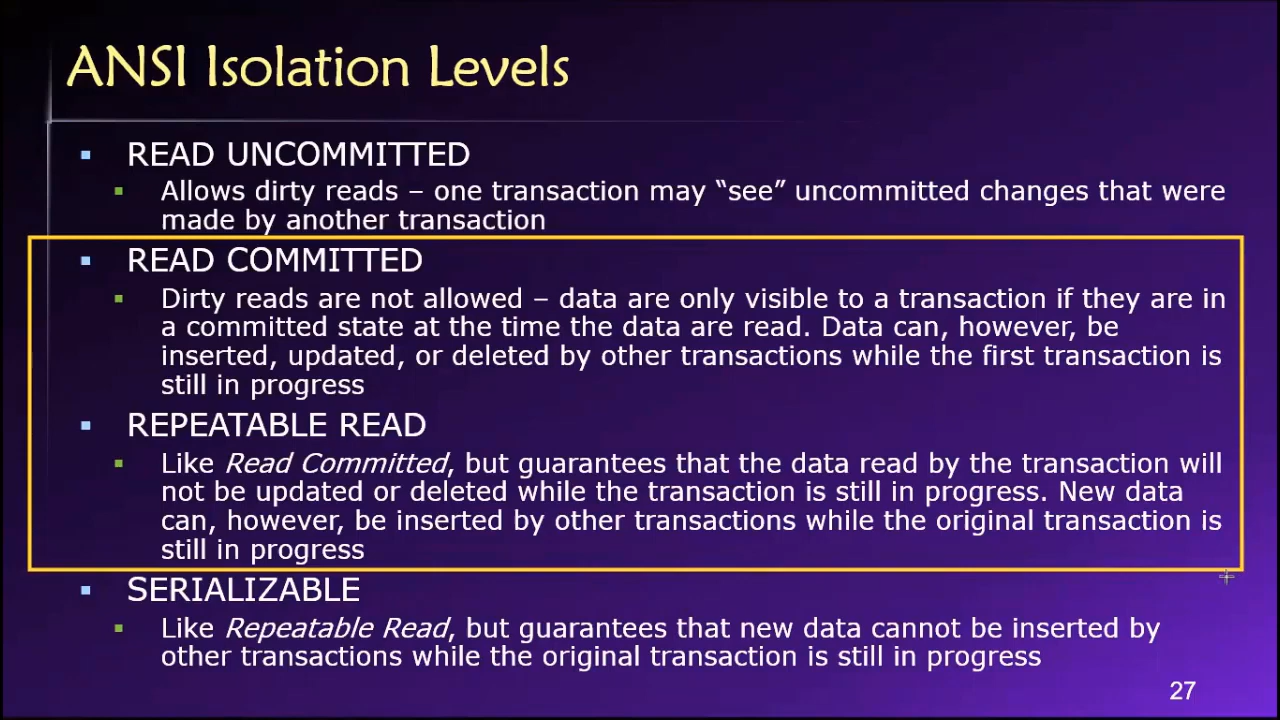 ANSI Isolation Levels
READ UNCOMMITTED
Allows dirty reads – one transaction may “see” uncommitted changes that were
made by another transaction
READ COMMITTED
Dirty reads are not allowed – data are only visible to a transaction if they are in
a committed state at the time the data are read. Data can, however, be
inserted, updated, or deleted by other transactions while the first transaction is
still in progress
REPEATABLE READ
Like Read Committed, but guarantees that the data read by the transaction will
not be updated or deleted while the transaction is still in progress. New data
can, however, be inserted by other transactions while the original transaction is
still in progress
SERIALIZABLE
Like Repeatable Read, but guarantees that new data cannot be inserted by
other transactions while the original transaction is still in progress
27